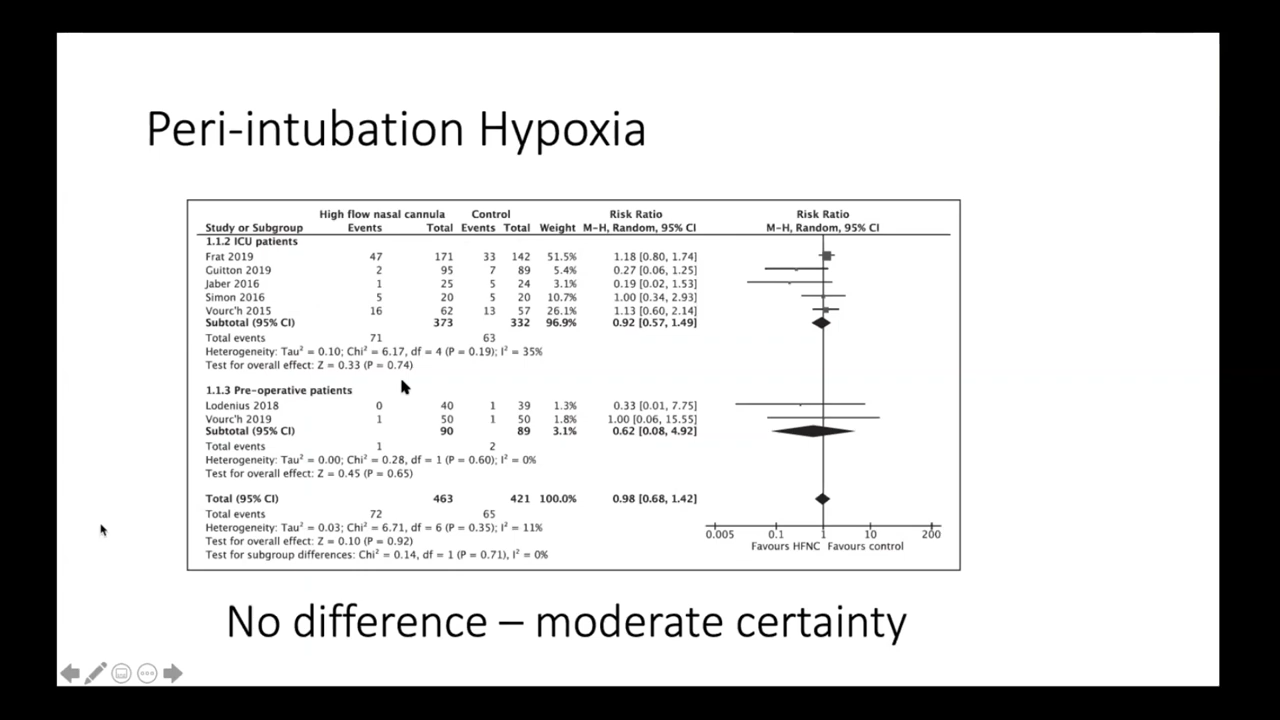 Peri-intubation Hypoxia
High flow nasal cannula Control Risk Ratio Risk Ratio
Study or Subgroup Events Total Events Total Weight M-H, Random, 95% CI M-H, Random, 95% CI
1.1.2 ICU patients
Frat 2019 47 171 33 142 51.5% 1.18 [0.80, 1.74]
Guitton 2019 2 95 7 89 5.4% 0.27 [0.06, 1.25]
Jaber 2016 1 25 5 24 3.1% 0.19 [0.02, 1.53]
Simon 2016 5 20 5 20 10.7% 1.00 [0.34, 2.93]
Vourc'h 2015 16 62 13 57 26.1% 1.13 [0.60, 2.14]
Subtotal (95% CI) 373 332 96.9% 0.92 [0.57, 1.49]
Total events 71 63
Heterogeneity: Tau² = 0.10; Chi² = 6.17, df = 4 (P = 0.19); I² = 35%
Test for overall effect: Z = 0.33 (P = 0.74)
1.1.3 Pre-operative patients
Lodenius 2018 0 40 1 39 1.3% 0.33 [0.01, 7.75]
Vourc'h 2019 1 50 1 50 1.8% 1.00 [0.06, 15.55]
Subtotal (95% CI) 90 89 3.1% 0.62 [0.08, 4.92]
Total events 1 2
Heterogeneity: Tau² = 0.00; Chi² = 0.28, df = 1 (P = 0.60); I² = 0%
Test for overall effect: Z = 0.45 (P = 0.65)
Total (95% CI) 463 421 100.0% 0.98 [0.68, 1.42]
Total events 72 65
Heterogeneity: Tau² = 0.03; Chi² = 6.71, df = 6 (P = 0.35); I² = 11%
Test for overall effect: Z = 0.10 (P = 0.92)
Test for subgroup differences: Chi² = 0.14, df = 1 (P = 0.71), I² = 0%
0.005 0.1 1 10 200
Favours HFNC Favours control
No difference – moderate certainty